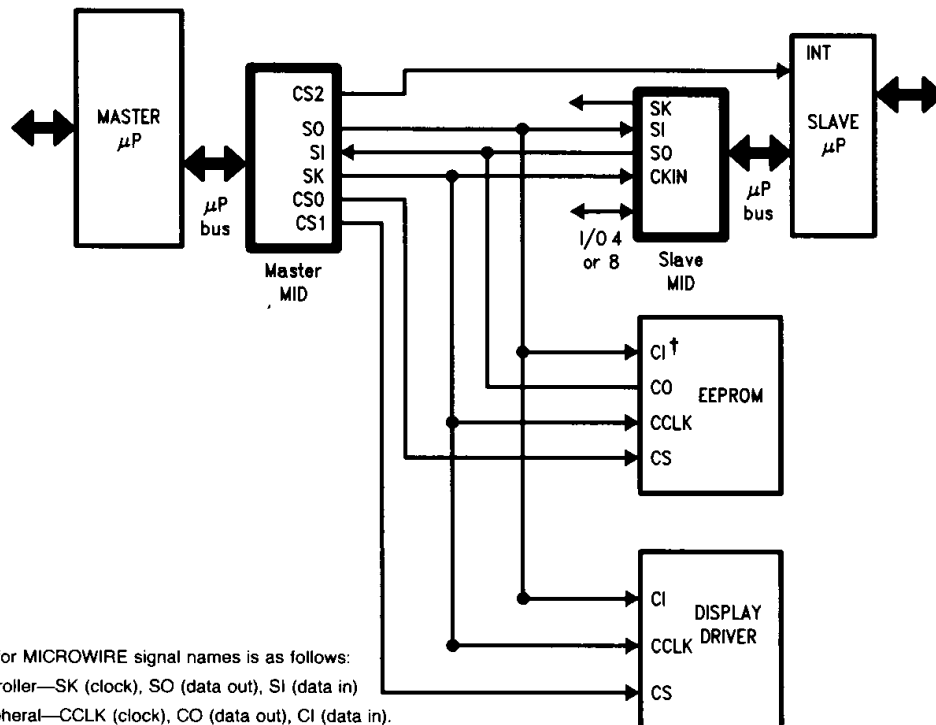 MASTER
μP
μP
bus
CS2
SO
SI
SK
CS0
CS1
Master
MID
SK
SI
SO
CKIN
I/O 4
or 8
Slave
MID
μP
bus
INT
SLAVE
μP
CI†
CO
EEPROM
CCLK
CS
CI
DISPLAY
DRIVER
CCLK
CS
or MICROWIRE signal names is as follows:
roller—SK (clock), SO (data out), SI (data in)
pheral—CCLK (clock), CO (data out), CI (data in).